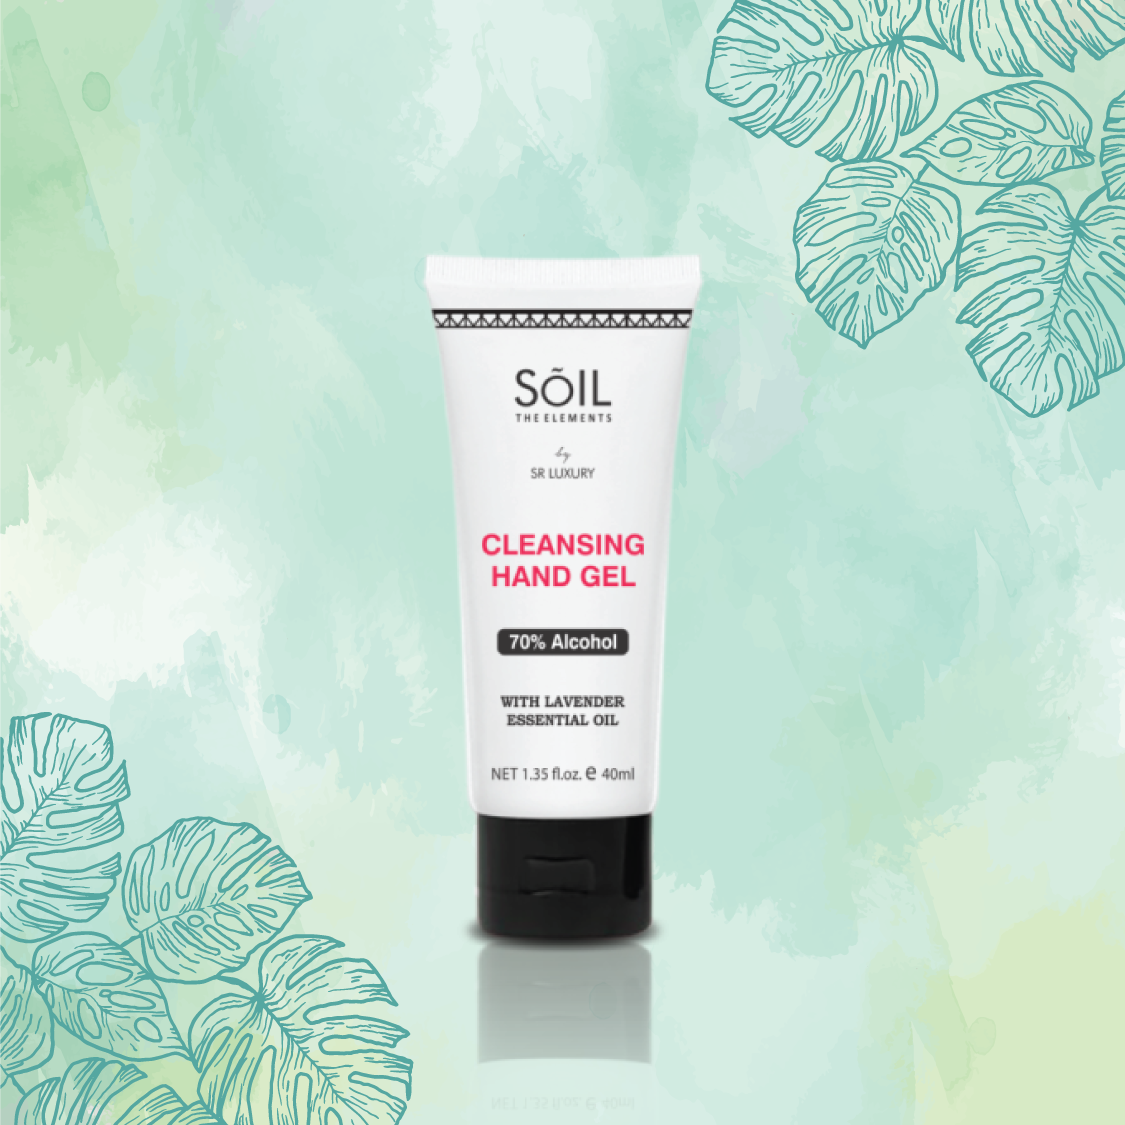 SÕIL
THE ELEMENTS
by
SR LUXURY
CLEANSING
HAND GEL
70% Alcohol
WITH LAVENDER
ESSENTIAL OIL
NET 1.35 fl.oz. e 40ml